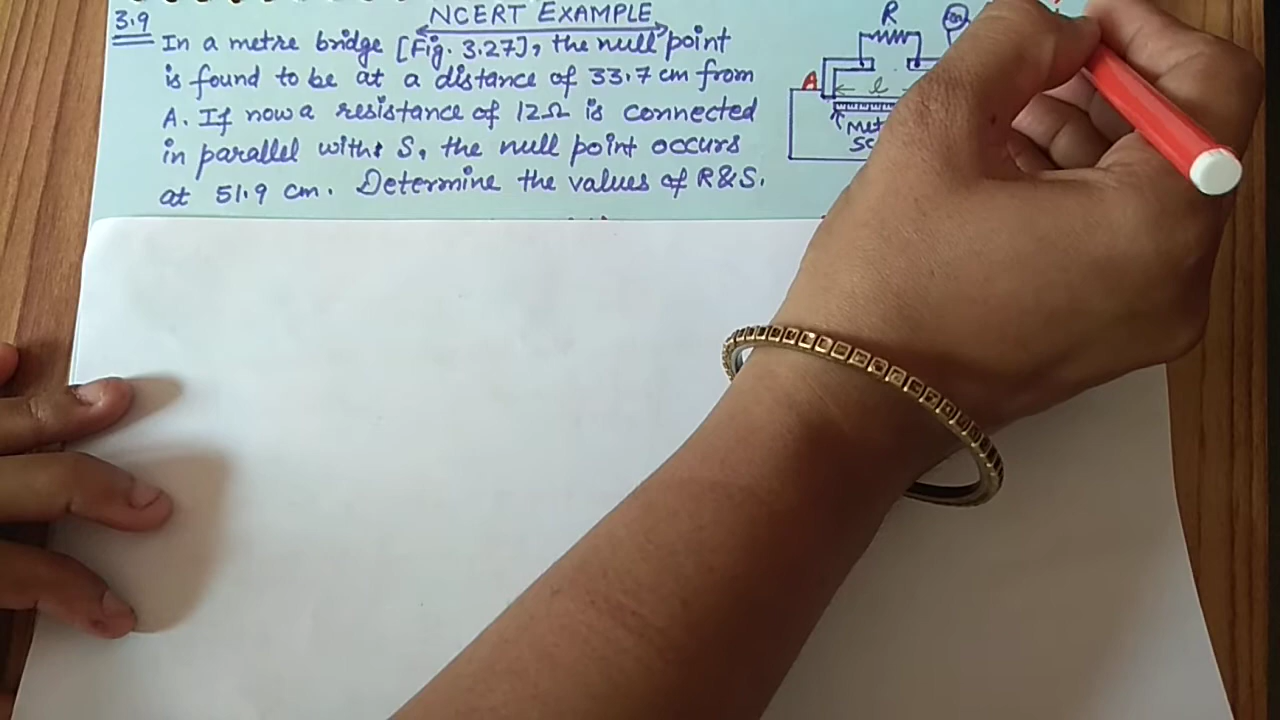 3.9
NCERT EXAMPLE
In a metre bridge [Fig. 3.27], the null point
is found to be at a distance of 33.7 cm from
A. If now a resistance of 12Ω is connected
in parallel with S, the null point occurs
at 51.9 cm. Determine the values of R&S.
R
A
l